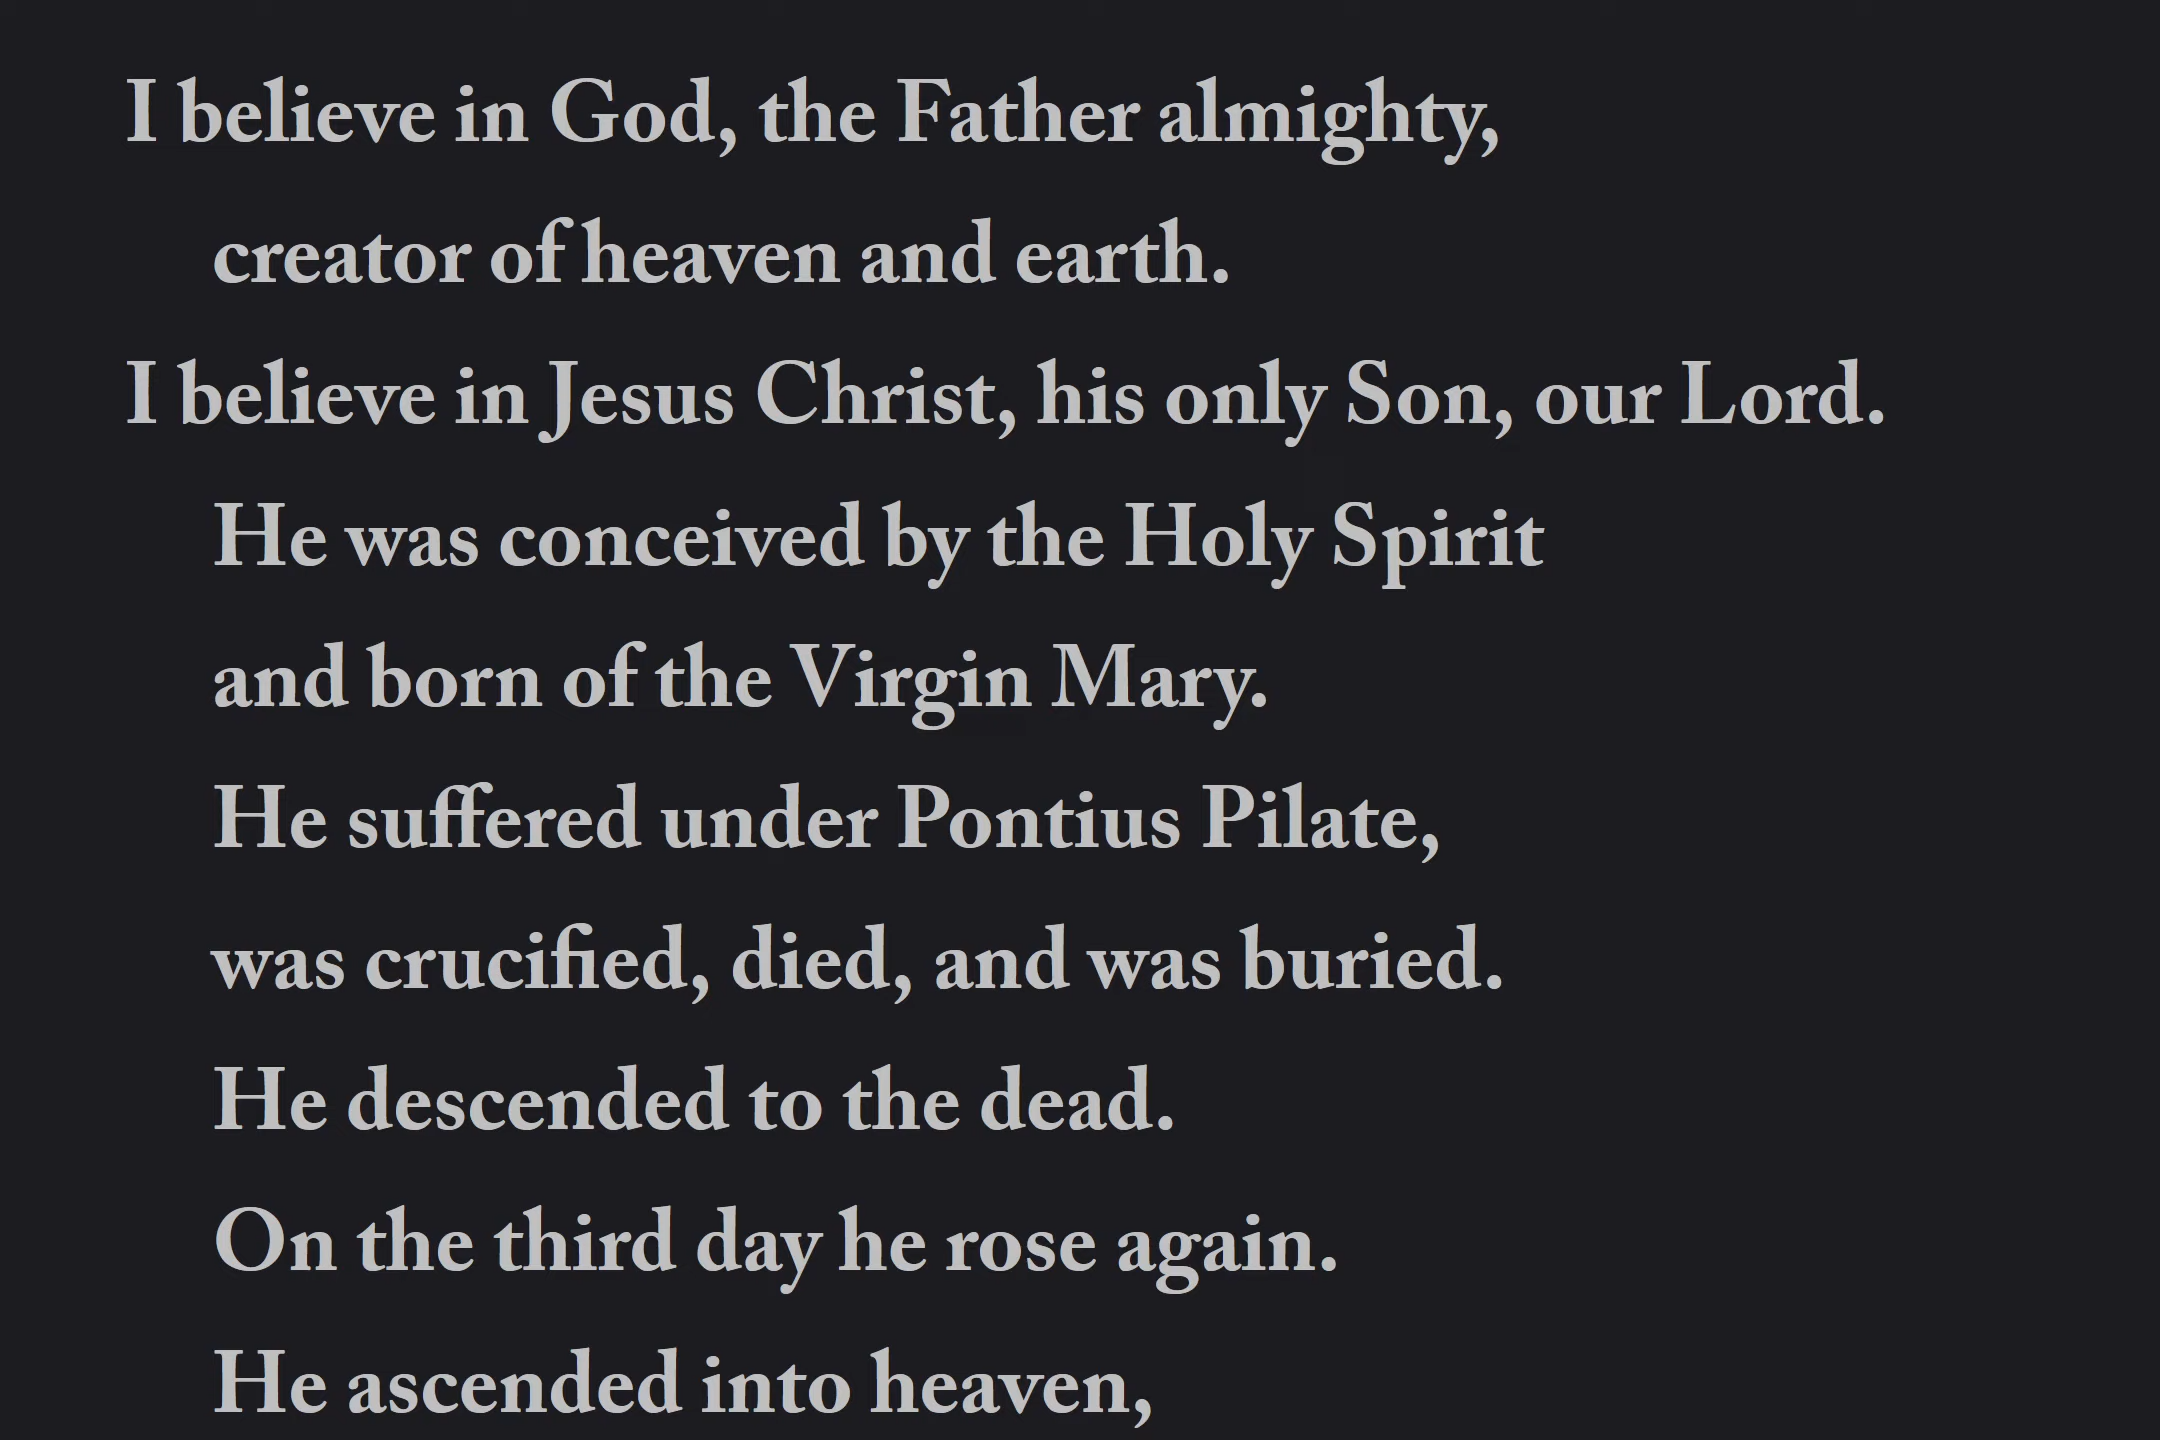 I believe in God, the Father almighty,
creator of heaven and earth.
I believe in Jesus Christ, his only Son, our Lord.
He was conceived by the Holy Spirit
and born of the Virgin Mary.
He suffered under Pontius Pilate,
was crucified, died, and was buried.
He descended to the dead.
On the third day he rose again.
He ascended into heaven,